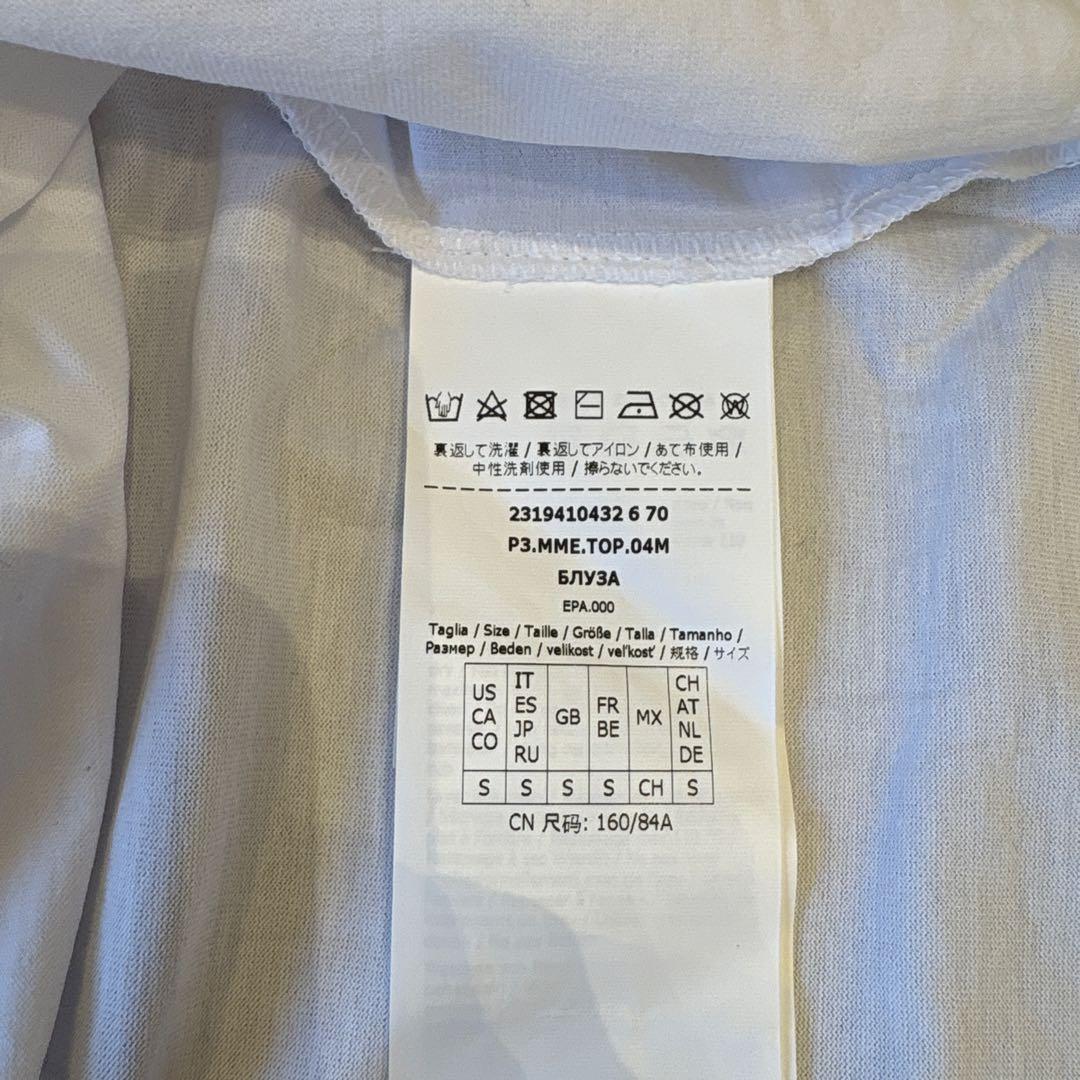 裏返して洗濯 / 裏返してアイロン / あて布使用 /
中性洗剤使用 / 擦らないでください。
2319410432 6 70
P3.MME.TOP.04M
БЛУЗА
EPA.000
Taglia / Size / Taille / Größe / Talla / Tamanho /
Размер / Beden / velikost / veľkosť / 规格 / サイズ
US CA CO
IT ES JP RU
GB
FR BE
MX
CH AT NL DE
S S S S CH S
CN 尺码: 160/84A